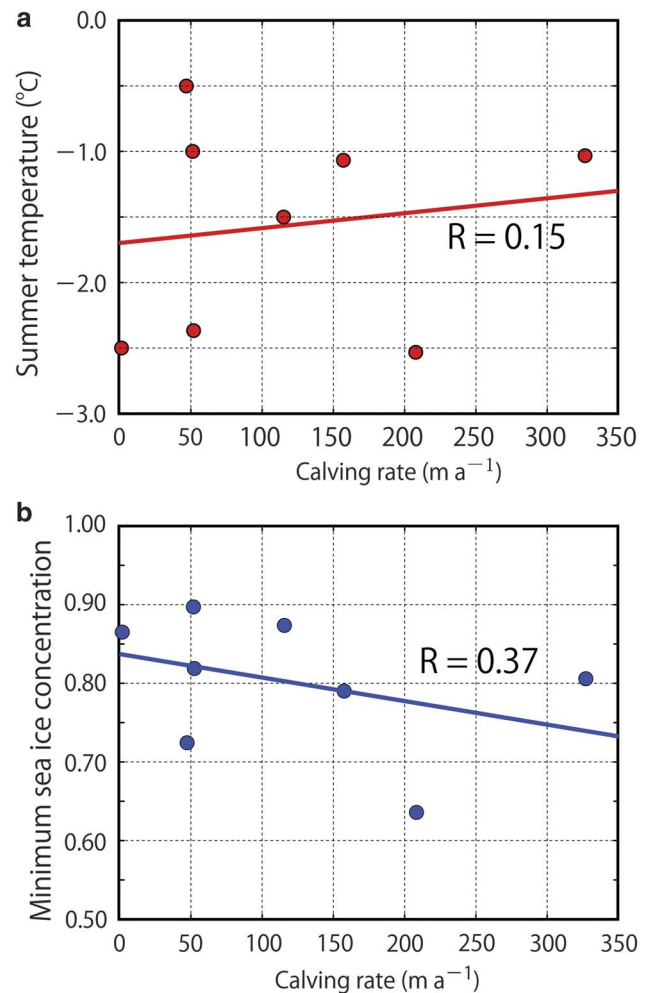 a
Summer temperature (°C)
0.0
−1.0
−2.0
−3.0
R = 0.15
0 50 100 150 200 250 300 350
Calving rate (m a⁻¹)
b
Minimum sea ice concentration
1.00
0.90
0.80
0.70
0.60
0.50
R = 0.37
0 50 100 150 200 250 300 350
Calving rate (m a⁻¹)